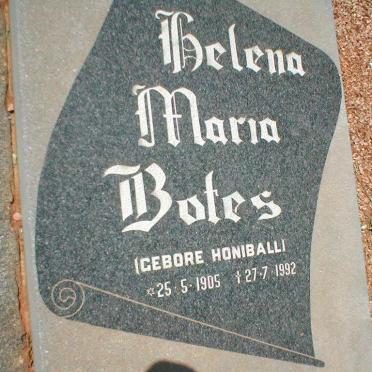 Helena
Maria
Botes
(GEBORE HONIBALL)
*25·5·1905 †27·7·1992